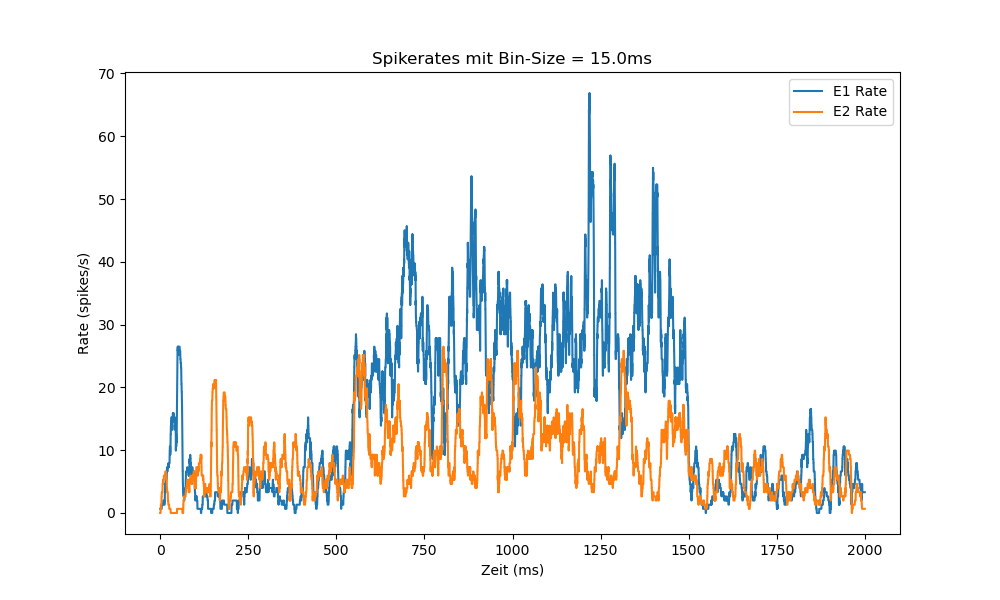 Spikerates mit Bin-Size = 15.0ms
E1 Rate
E2 Rate
70
60
50
40
30
20
10
0
Rate (spikes/s)
0 250 500 750 1000 1250 1500 1750 2000
Zeit (ms)